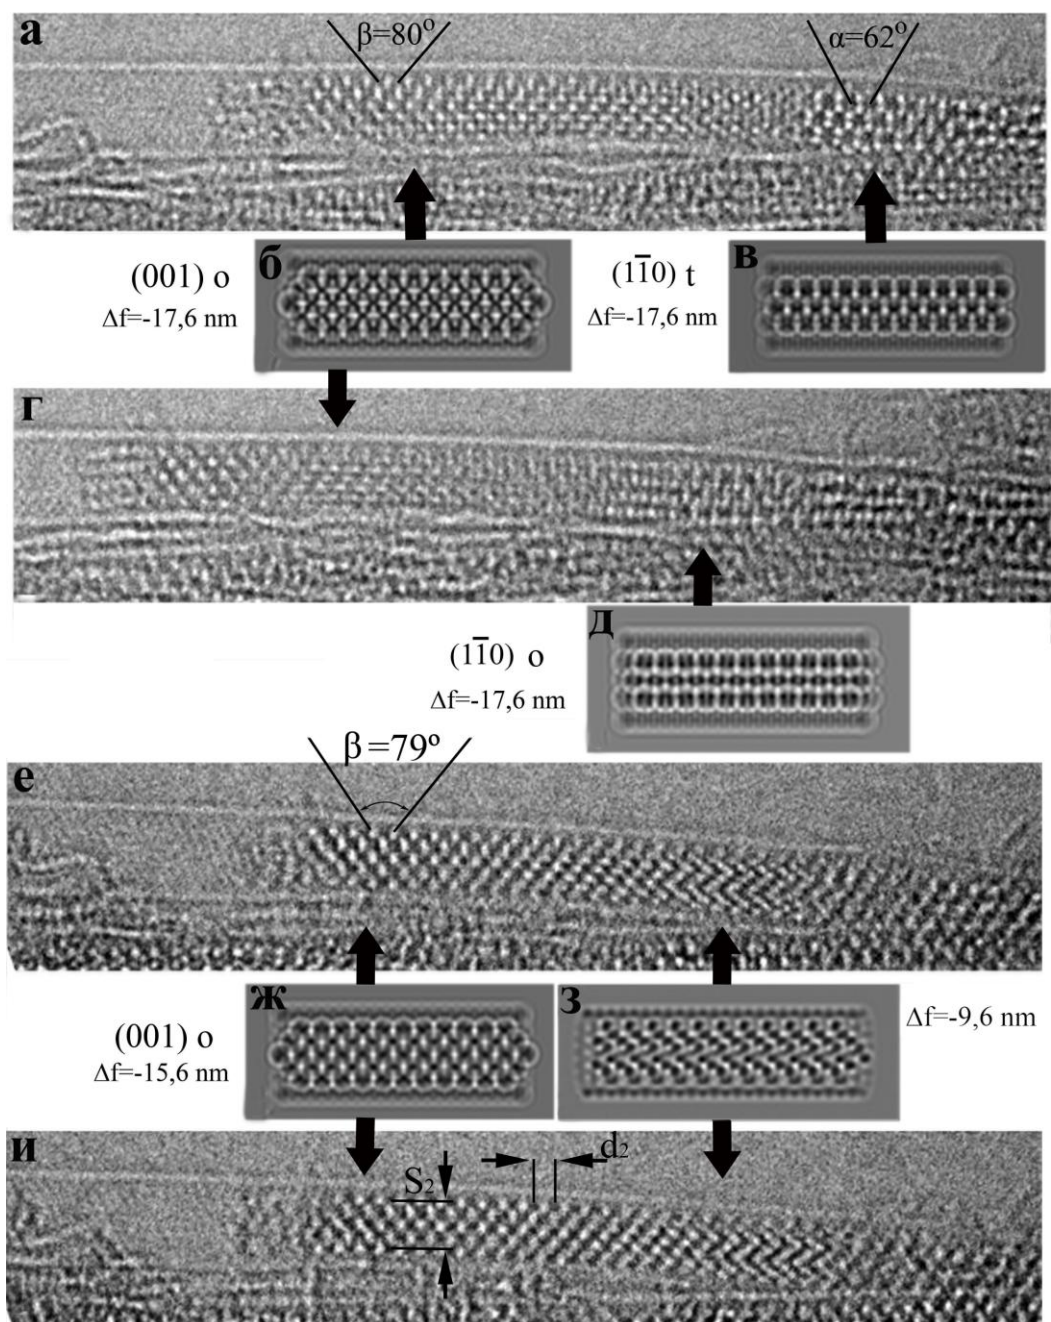 а
β=80º
α=62º
б
в
(001) o
Δf=-17,6 nm
(11̅0) t
Δf=-17,6 nm
г
д
(11̅0) o
Δf=-17,6 nm
β=79º
е
ж
з
(001) o
Δf=-15,6 nm
Δf=-9,6 nm
и
S₂
d₂